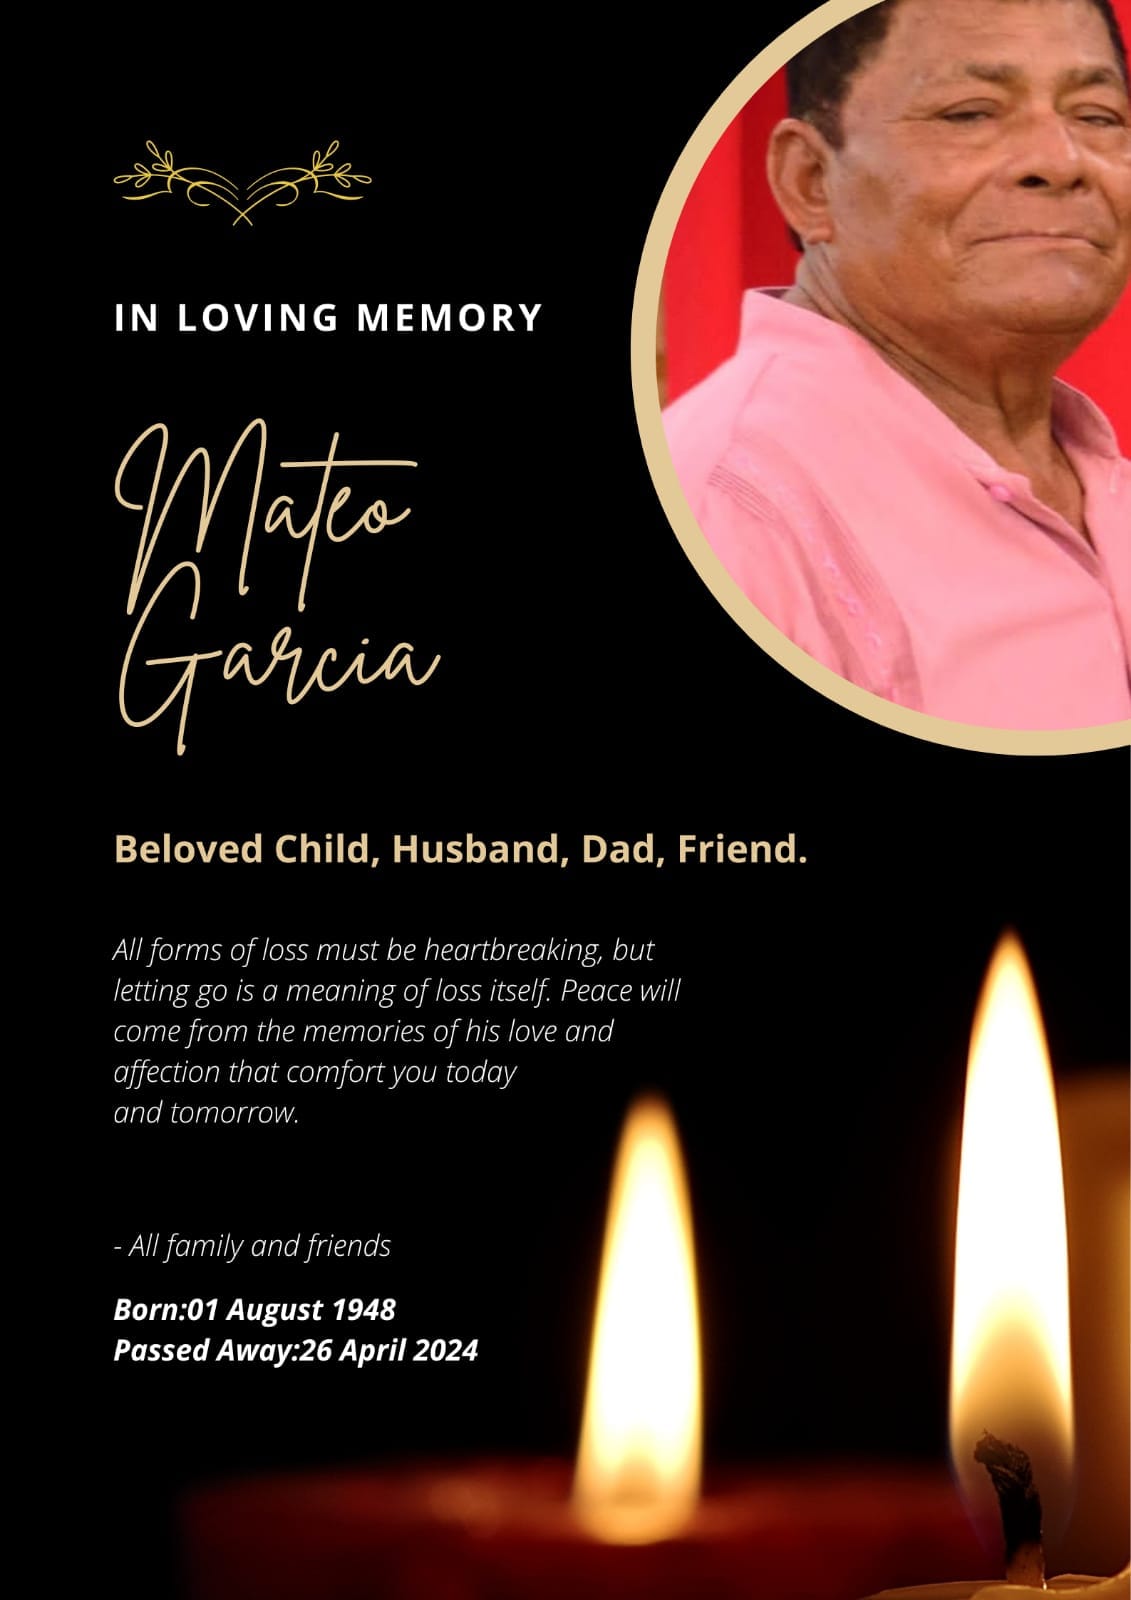 IN LOVING MEMORY
Mateo
Garcia
Beloved Child, Husband, Dad, Friend.
All forms of loss must be heartbreaking, but
letting go is a meaning of loss itself. Peace will
come from the memories of his love and
affection that comfort you today
and tomorrow.
- All family and friends
Born:01 August 1948
Passed Away:26 April 2024